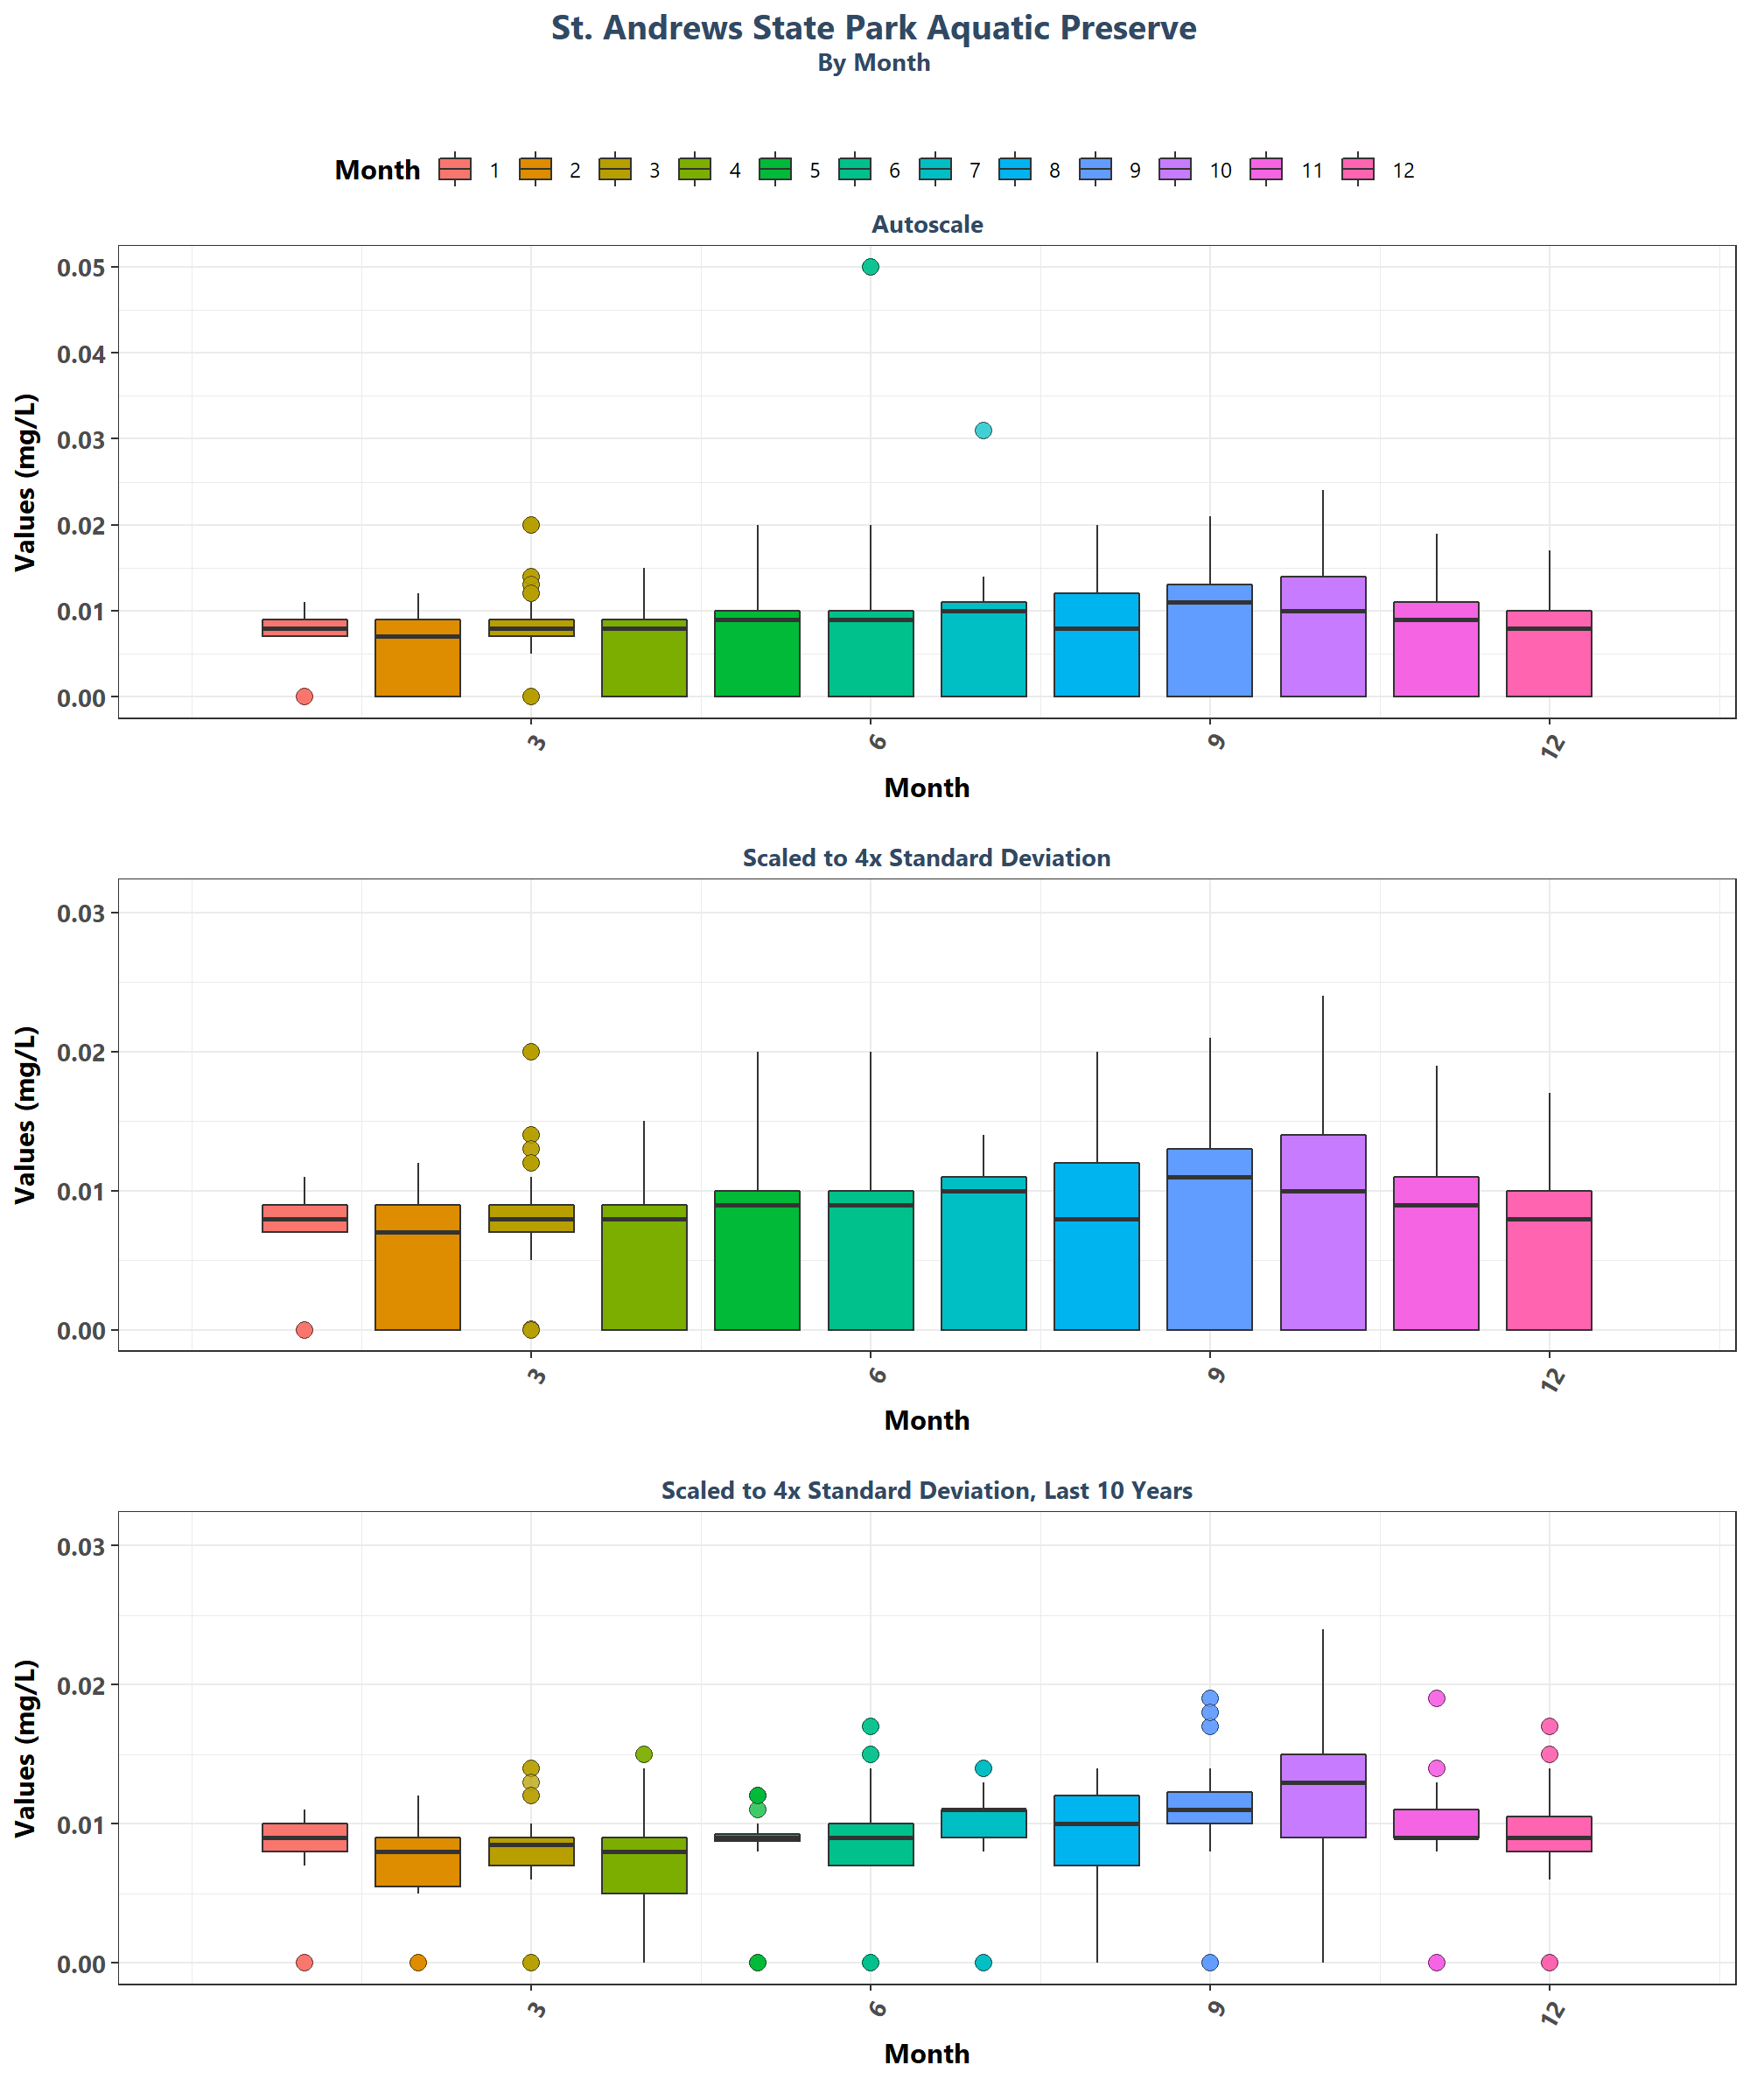 St. Andrews State Park Aquatic Preserve
By Month
Month 1 2 3 4 5 6 7 8 9 10 11 12
Autoscale
Values (mg/L)
0.05
0.04
0.03
0.02
0.01
0.00
3 6 9 12
Month
Scaled to 4x Standard Deviation
Values (mg/L)
0.03
0.02
0.01
0.00
3 6 9 12
Month
Scaled to 4x Standard Deviation, Last 10 Years
Values (mg/L)
0.03
0.02
0.01
0.00
3 6 9 12
Month